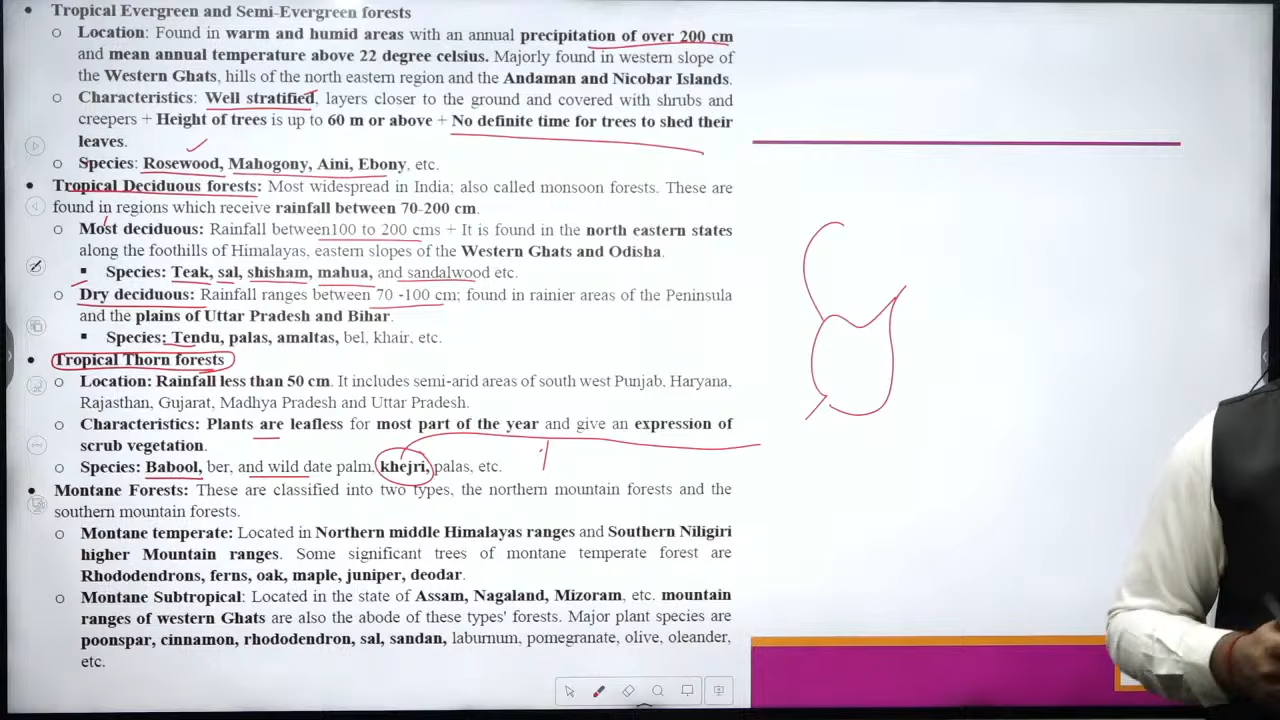 Tropical Evergreen and Semi-Evergreen forests
Location: Found in warm and humid areas with an annual precipitation of over 200 cm
and mean annual temperature above 22 degree celsius. Majorly found in western slope of
the Western Ghats, hills of the north eastern region and the Andaman and Nicobar Islands.
Characteristics: Well stratified, layers closer to the ground and covered with shrubs and
creepers + Height of trees is up to 60 m or above + No definite time for trees to shed their
leaves.
Species: Rosewood, Mahogony, Aini, Ebony, etc.
Tropical Deciduous forests: Most widespread in India; also called monsoon forests. These are
found in regions which receive rainfall between 70-200 cm.
Most deciduous: Rainfall between100 to 200 cms + It is found in the north eastern states
along the foothills of Himalayas, eastern slopes of the Western Ghats and Odisha.
Species: Teak, sal, shisham, mahua, and sandalwood etc.
Dry deciduous: Rainfall ranges between 70 -100 cm; found in rainier areas of the Peninsula
and the plains of Uttar Pradesh and Bihar.
Species: Tendu, palas, amaltas, bel, khair, etc.
Tropical Thorn forests
Location: Rainfall less than 50 cm. It includes semi-arid areas of south west Punjab, Haryana,
Rajasthan, Gujarat, Madhya Pradesh and Uttar Pradesh.
Characteristics: Plants are leafless for most part of the year and give an expression of
scrub vegetation.
Species: Babool, ber, and wild date palm, khejri, palas, etc.
Montane Forests: These are classified into two types, the northern mountain forests and the
southern mountain forests.
Montane temperate: Located in Northern middle Himalayas ranges and Southern Niligiri
higher Mountain ranges. Some significant trees of montane temperate forest are
Rhododendrons, ferns, oak, maple, juniper, deodar.
Montane Subtropical: Located in the state of Assam, Nagaland, Mizoram, etc. mountain
ranges of western Ghats are also the abode of these types' forests. Major plant species are
poonspar, cinnamon, rhododendron, sal, sandan, laburnum, pomegranate, olive, oleander,
etc.